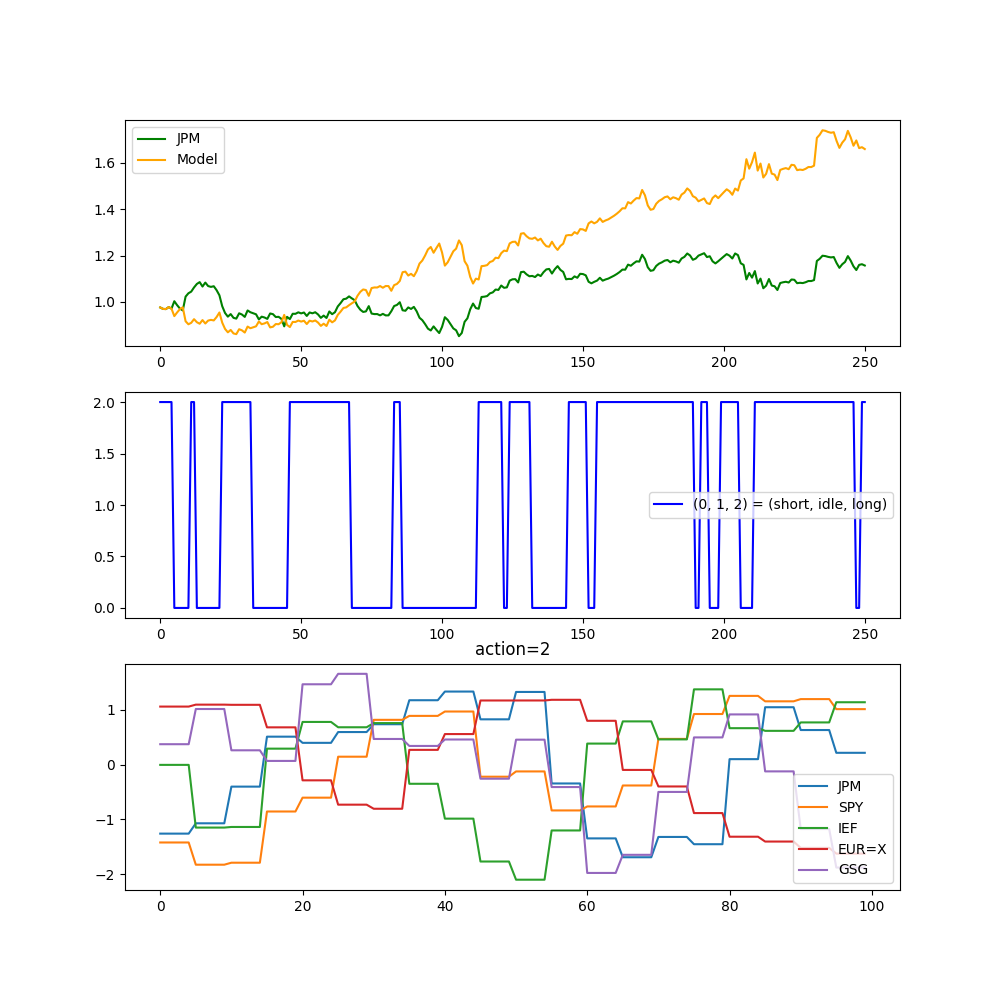 JPM
Model
1.6
1.4
1.2
1.0
0 50 100 150 200 250
2.0
1.5
1.0
0.5
0.0
(0, 1, 2) = (short, idle, long)
0 50 100 150 200 250
action=2
1
0
−1
−2
JPM
SPY
IEF
EUR=X
GSG
0 20 40 60 80 100